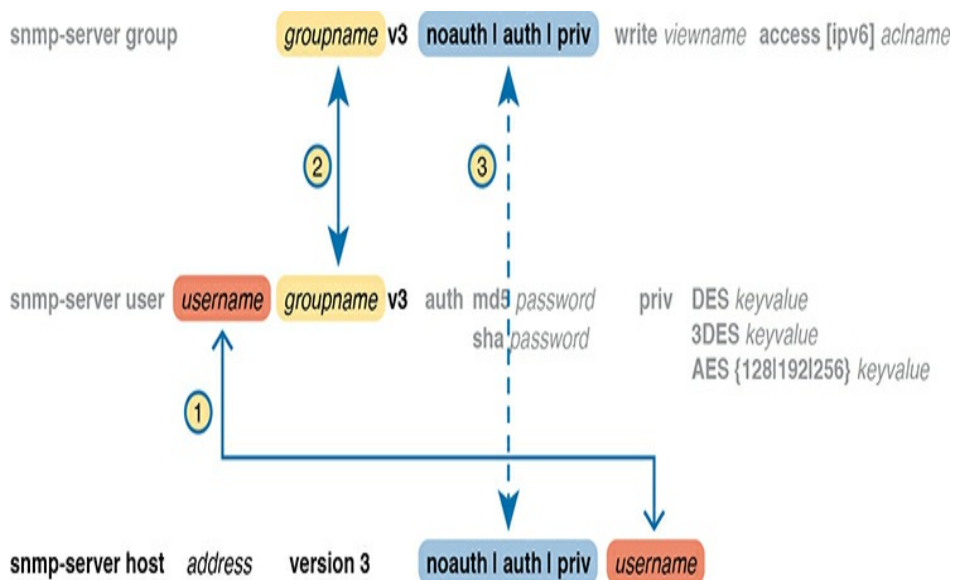 snmp-server group groupname v3 noauth | auth | priv write viewname access [ipv6] aclname
2 3
snmp-server user username groupname v3 auth md5 password priv DES keyvalue
sha password 3DES keyvalue
AES {128|192|256} keyvalue
1
snmp-server host address version 3 noauth | auth | priv username